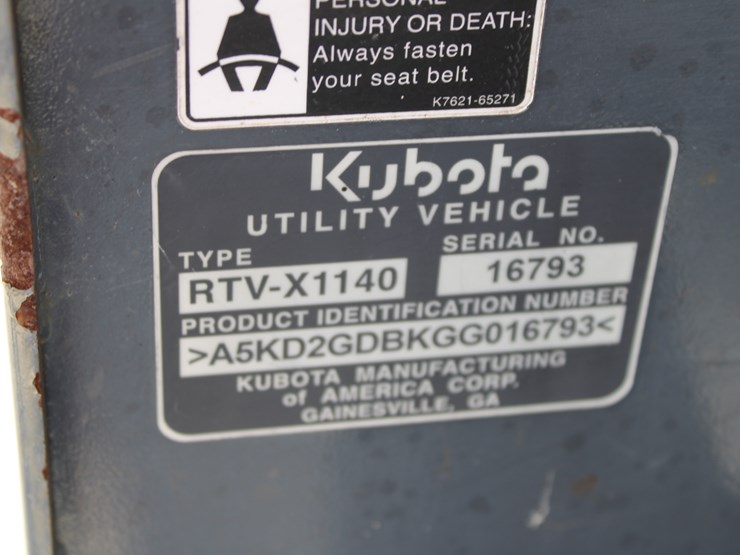 PERSONAL
INJURY OR DEATH:
Always fasten
your seat belt.
K7621-65271
Kubota
UTILITY VEHICLE
TYPE
SERIAL NO.
RTV-X1140
16793
PRODUCT IDENTIFICATION NUMBER
>A5KD2GDBKGG016793<
KUBOTA MANUFACTURING
of AMERICA CORP.
GAINESVILLE, GA